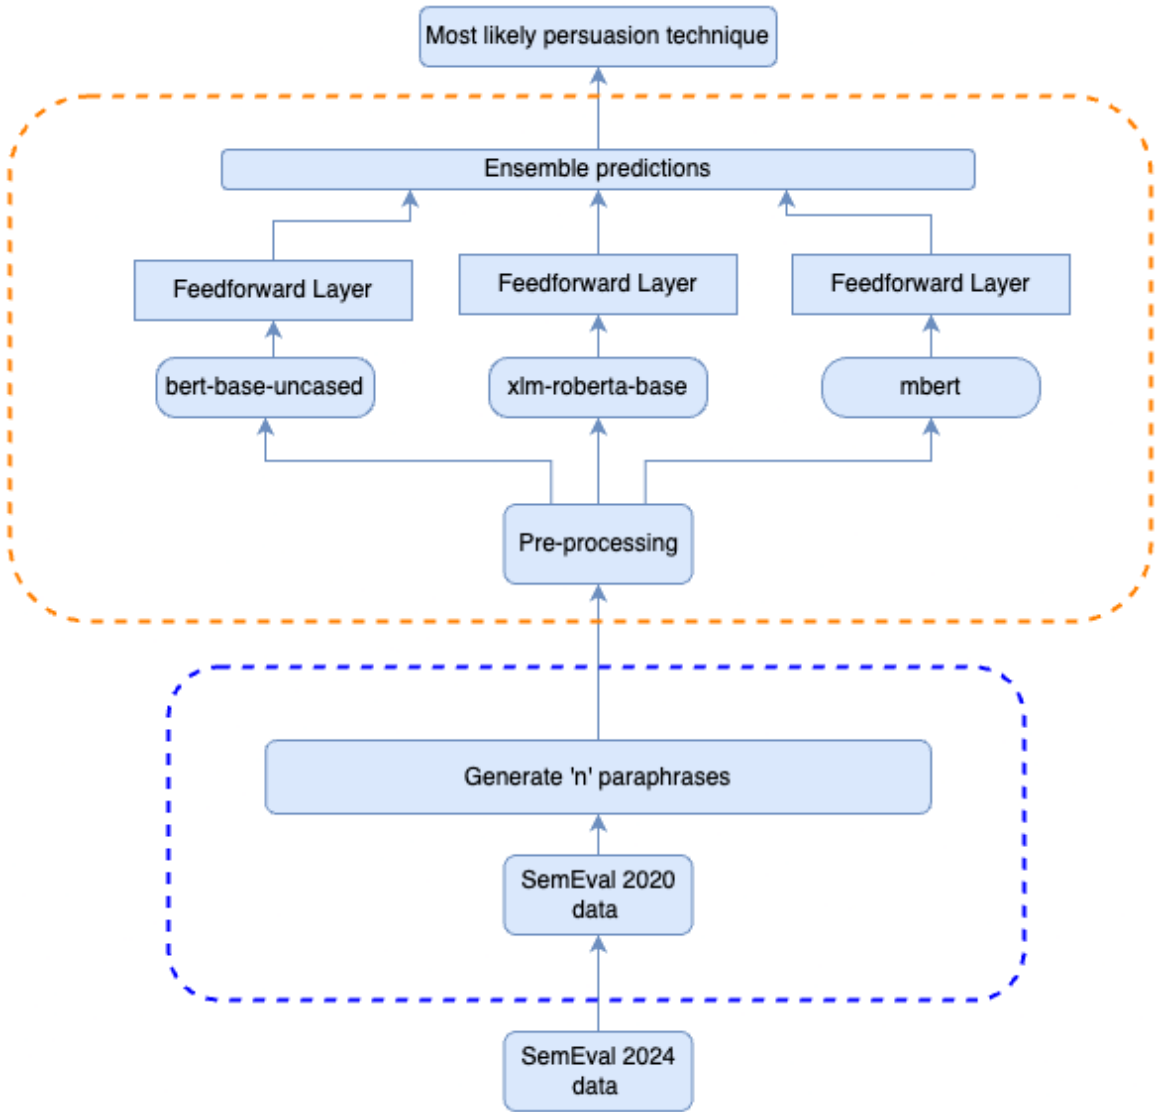 Most likely persuasion technique
Ensemble predictions
Feedforward Layer
Feedforward Layer
Feedforward Layer
bert-base-uncased
xlm-roberta-base
mbert
Pre-processing
Generate 'n' paraphrases
SemEval 2020
data
SemEval 2024
data